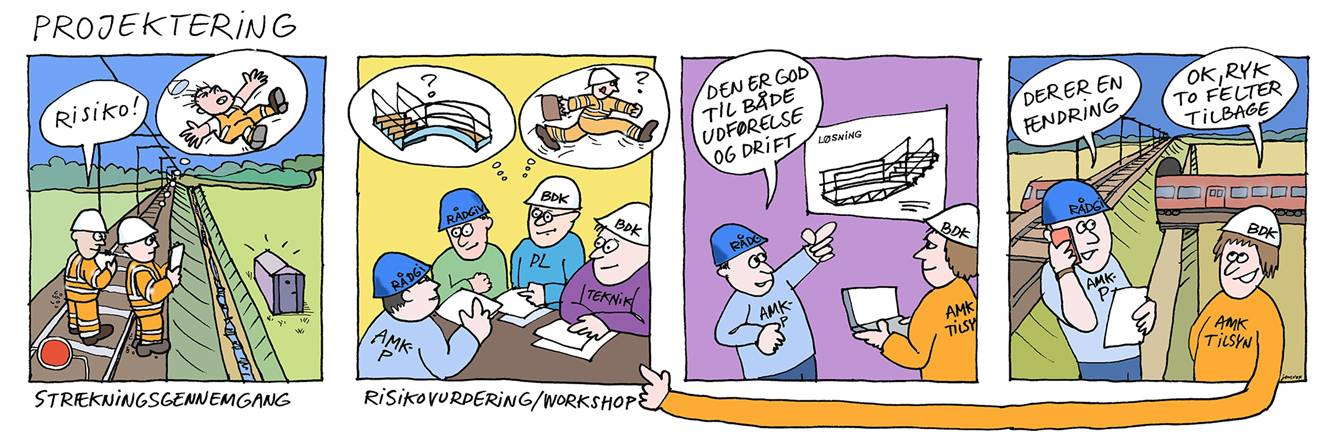 PROJEKTERING
RISIKO!
STRÆKNINGSGENNEMGANG
?
?
RÅDGIV
BDK
BDK
RÅDGI
PL
TEKNIK
AMK-
P
RISIKOVURDERING/WORKSHOP
DEN ER GOD
TIL BÅDE
UDFØRELSE
OG DRIFT
LØSNING
RÅDG
BDK
AMK-
P
AMK
TILSYN
DER ER EN
ÆNDRING
OK, RYK
TO FELTER
TILBAGE
RÅDGI
BDK
AMK-
P
AMK
TILSYN